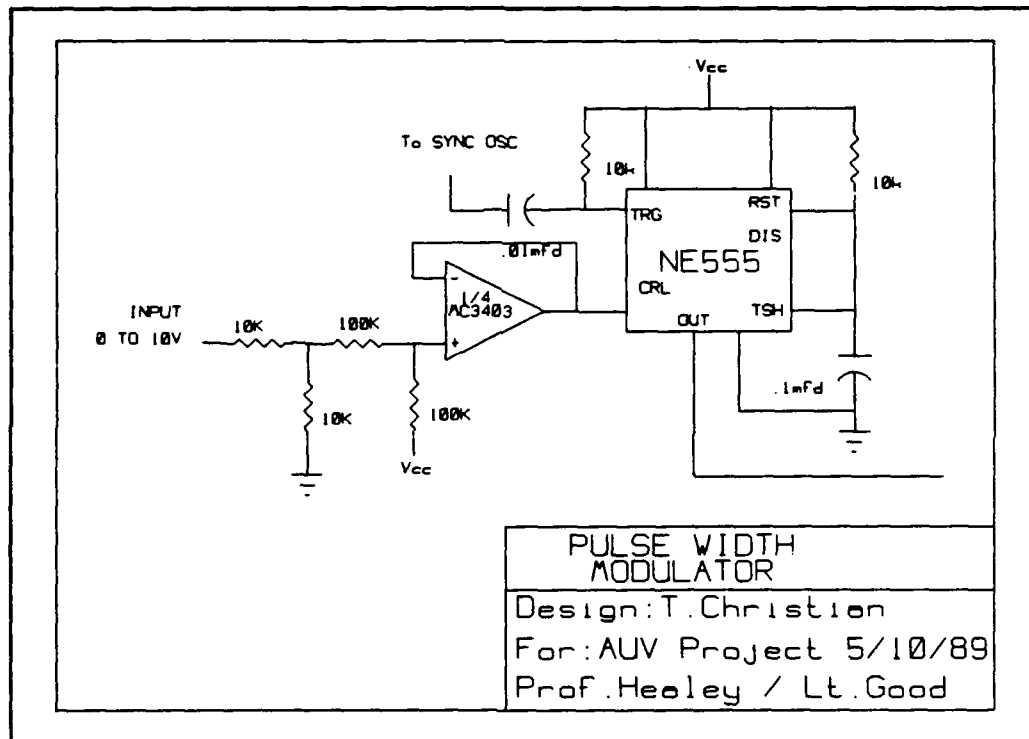 Vcc
To SYNC OSC
10k
10k
TRG
RST
DIS
.01mfd
NE555
CRL
TSH
OUT
1/4
MC3403
INPUT
0 TO 10V
10K
100K
10K
100K
Vcc
.1mfd
PULSE WIDTH
MODULATOR
Design:T.Christian
For:AUV Project 5/10/89
Prof.Healey / Lt.Good